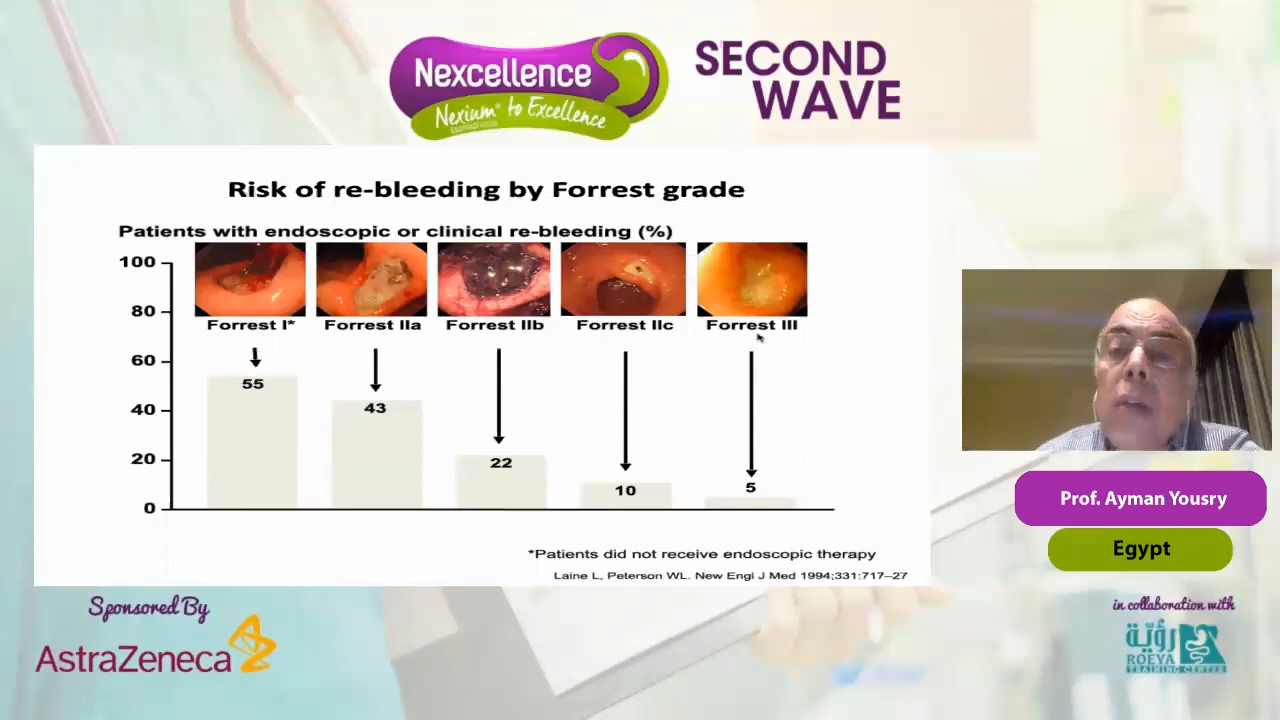 Nexcellence
Nexium® to Excellence
esomeprazole
SECOND
WAVE
Risk of re-bleeding by Forrest grade
Patients with endoscopic or clinical re-bleeding (%)
100
80
60
40
20
0
Forrest I*
Forrest IIa
Forrest IIb
Forrest IIc
Forrest III
55
43
22
10
5
*Patients did not receive endoscopic therapy
Laine L, Peterson WL. New Engl J Med 1994;331:717–27
Prof. Ayman Yousry
Egypt
Sponsored By
AstraZeneca
in collaboration with
رؤيّة
ROEYA
TRAINING CENTER